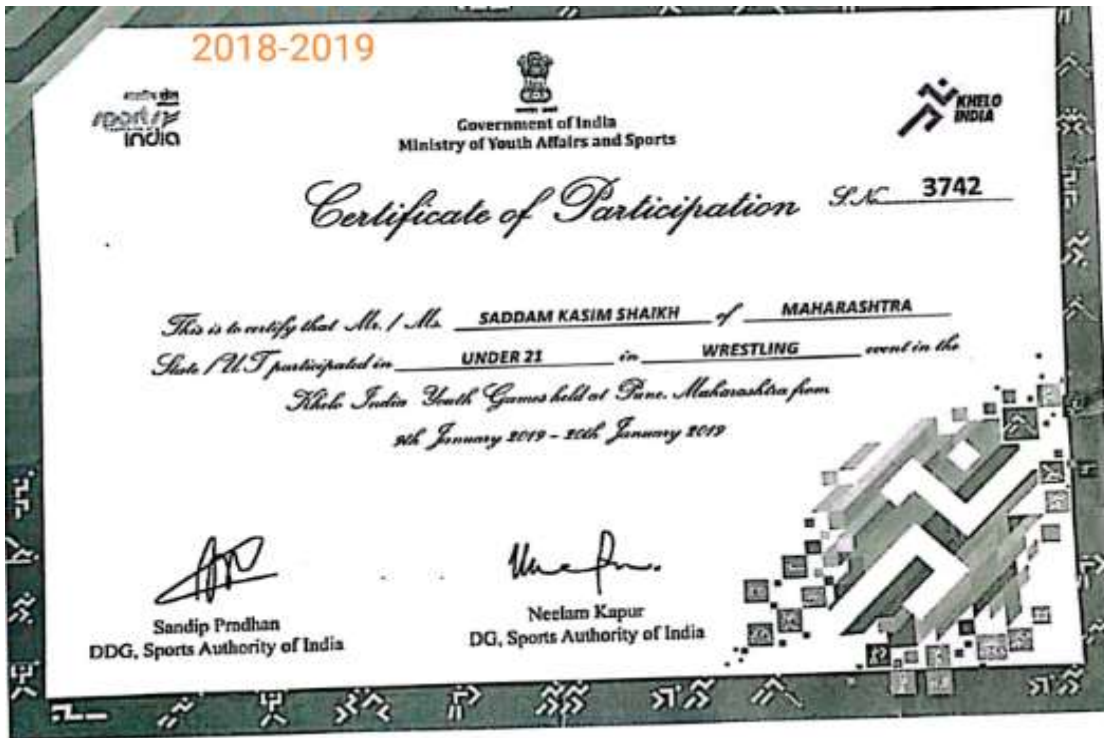 2018-2019
sports
india
Government of India
Ministry of Youth Affairs and Sports
KHELO
INDIA
Certificate of Participation
S.N. 3742
This is to certify that Mr. / Ms. SADDAM KASIM SHAIKH of MAHARASHTRA
State / U.T participated in UNDER 21 in WRESTLING event in the
Khelo India Youth Games held at Pune, Maharashtra from
9th January 2019 - 20th January 2019
Sandip Pradhan
DDG, Sports Authority of India
Neelam Kapur
DG, Sports Authority of India